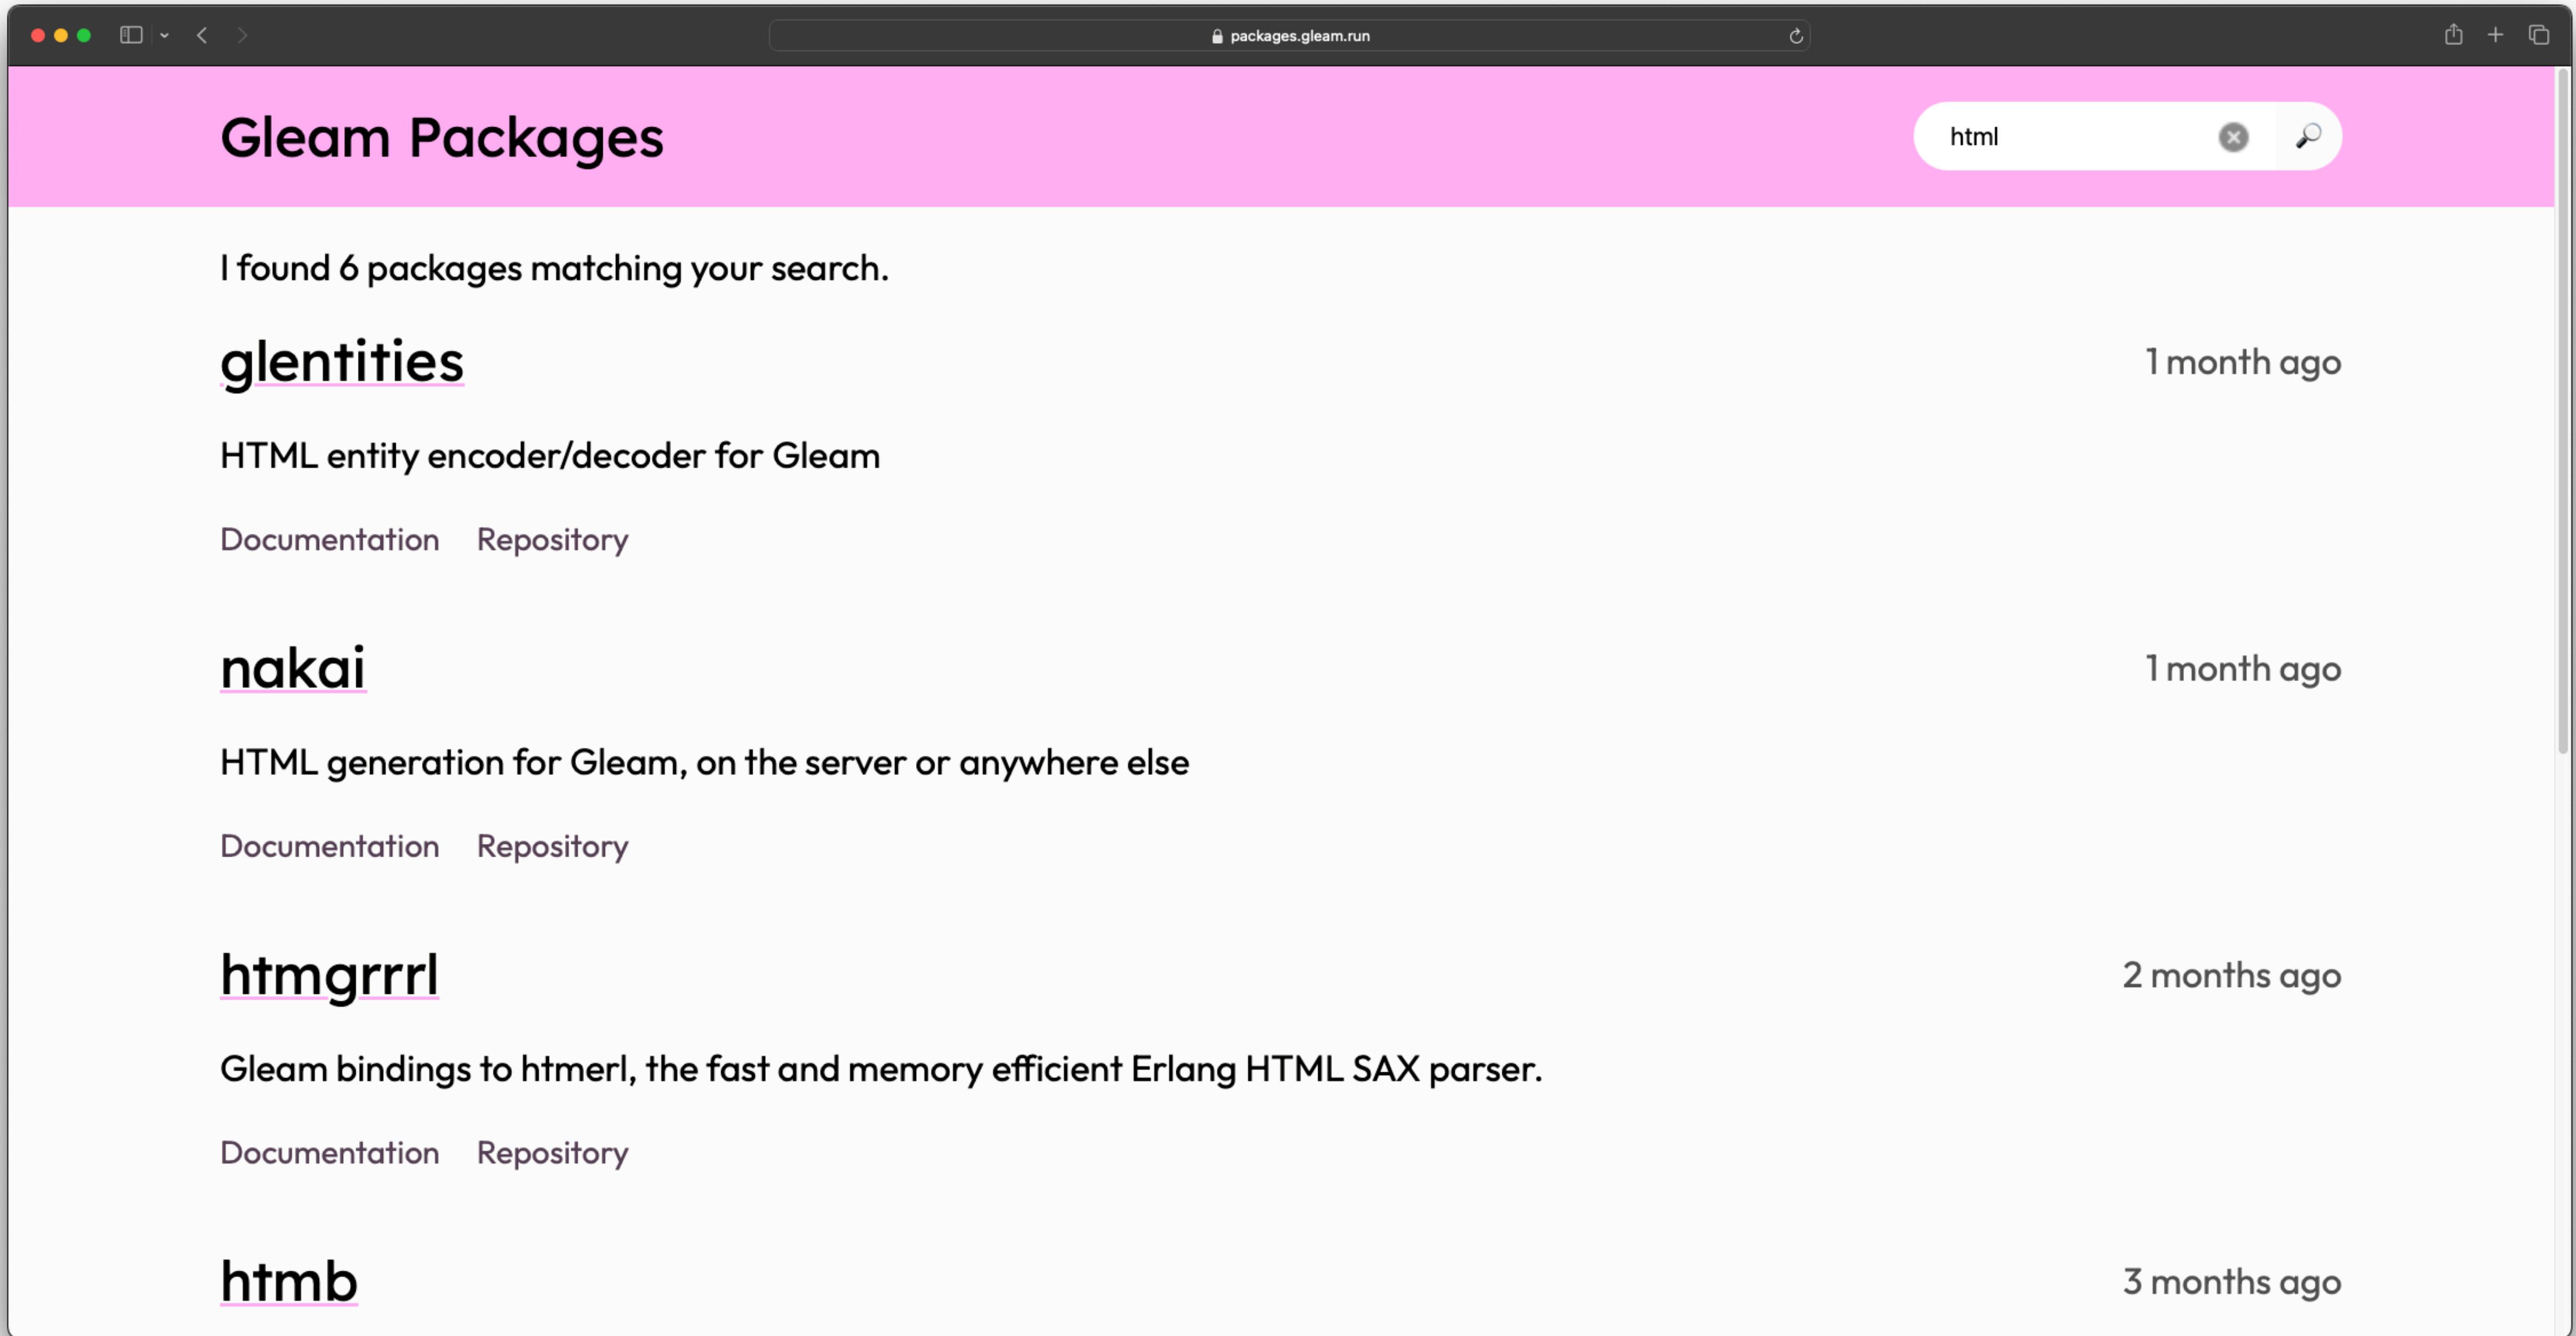 packages.gleam.run
Gleam Packages
html
I found 6 packages matching your search.
glentities
1 month ago
HTML entity encoder/decoder for Gleam
Documentation Repository
nakai
1 month ago
HTML generation for Gleam, on the server or anywhere else
Documentation Repository
htmgrrrl
2 months ago
Gleam bindings to htmerl, the fast and memory efficient Erlang HTML SAX parser.
Documentation Repository
htmb
3 months ago